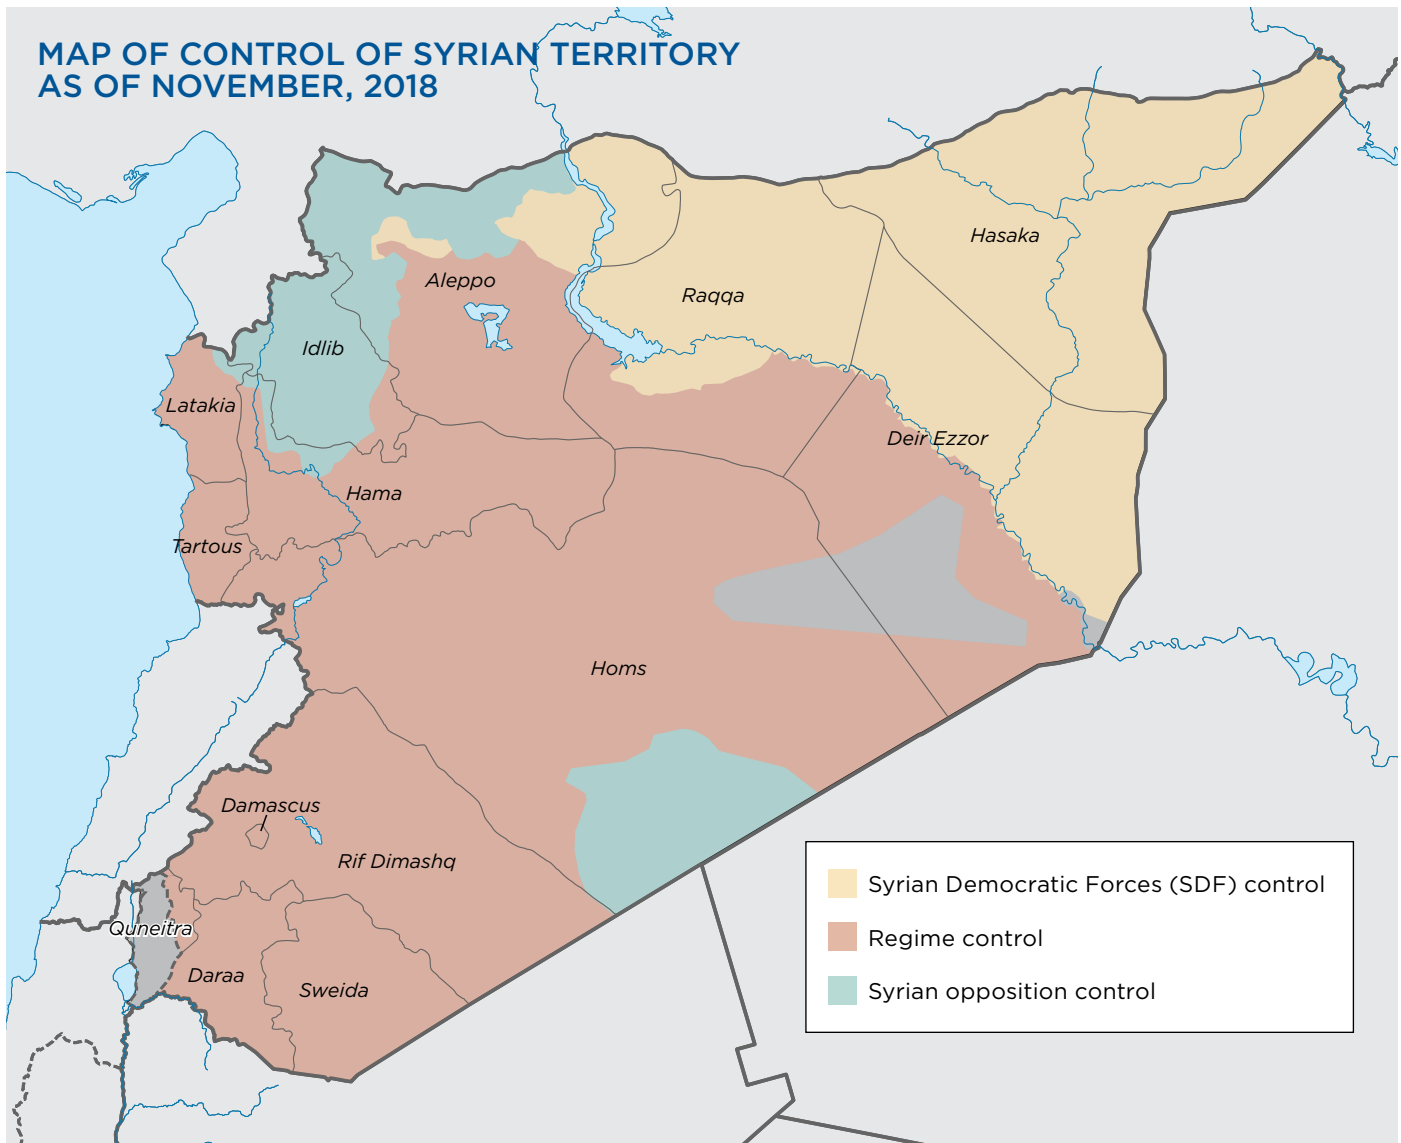 MAP OF CONTROL OF SYRIAN TERRITORY
AS OF NOVEMBER, 2018
Hasaka
Aleppo
Raqqa
Idlib
Latakia
Deir Ezzor
Hama
Tartous
Homs
Damascus
Rif Dimashq
Quneitra
Daraa
Sweida
Syrian Democratic Forces (SDF) control
Regime control
Syrian opposition control